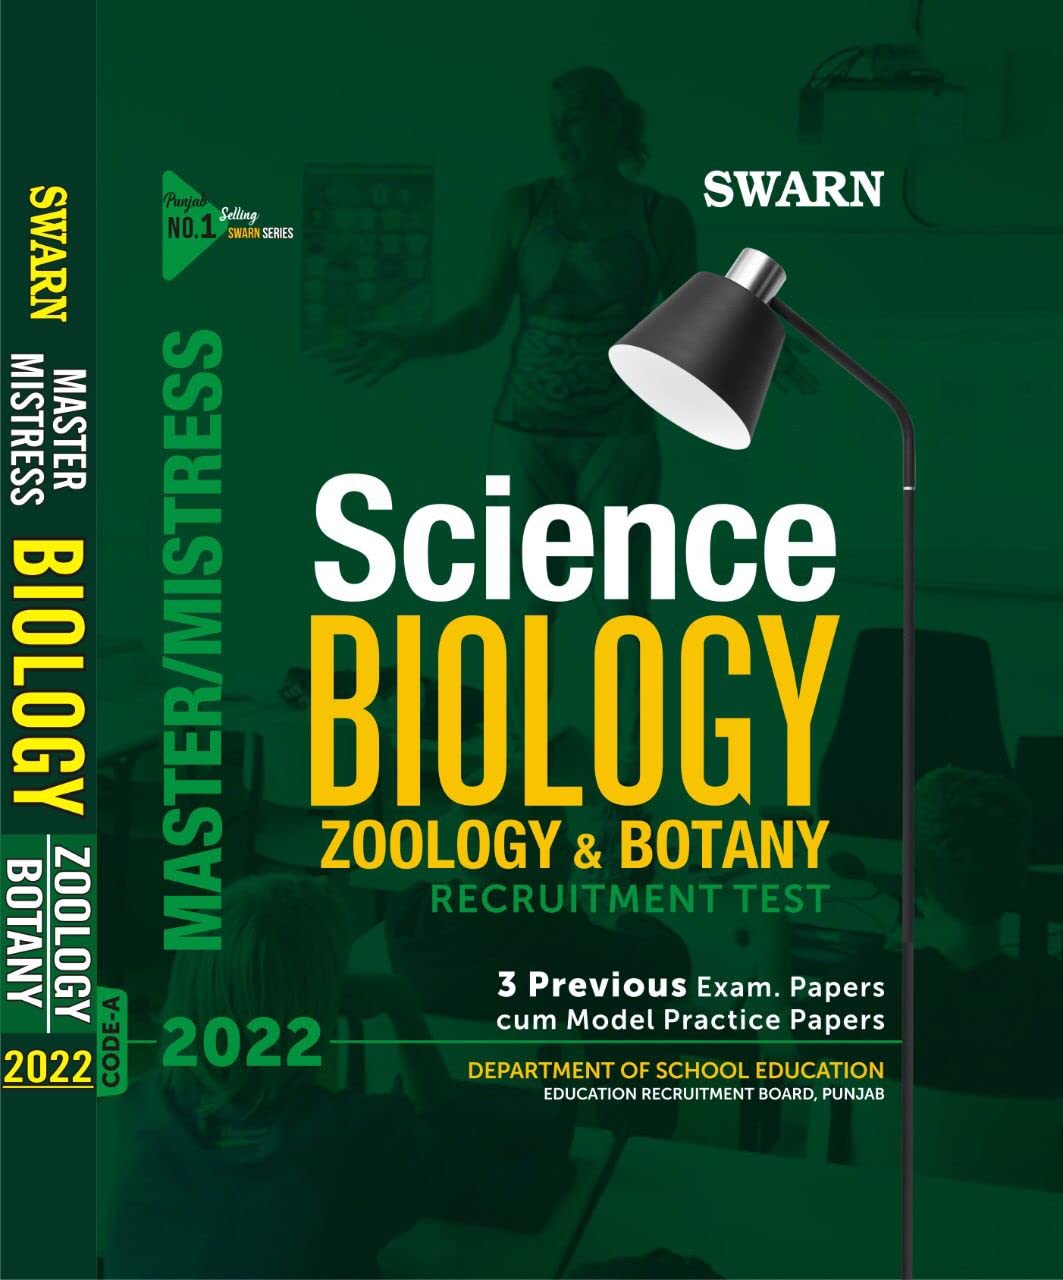 SWARN
MASTER
MISTRESS
BIOLOGY
ZOOLOGY
BOTANY
2022
CODE-A
Punjab
NO.1 Selling
SWARN SERIES
SWARN
MASTER/MISTRESS
Science
BIOLOGY
ZOOLOGY & BOTANY
RECRUITMENT TEST
3 Previous Exam. Papers
cum Model Practice Papers
2022
DEPARTMENT OF SCHOOL EDUCATION
EDUCATION RECRUITMENT BOARD, PUNJAB